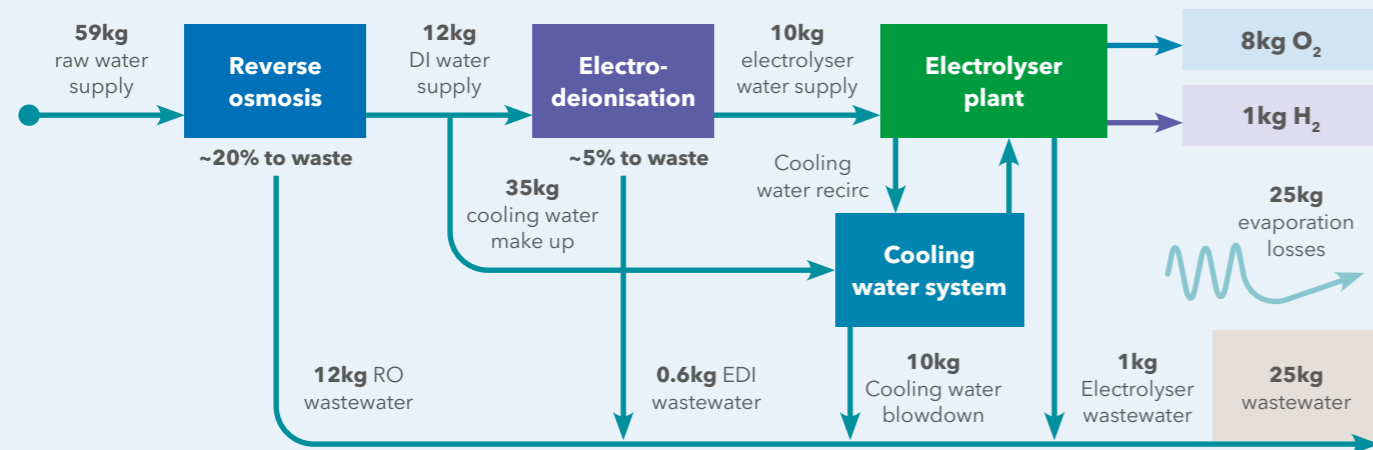 59kg
raw water
supply
Reverse
osmosis
~20% to waste
12kg
DI water
supply
Electro-
deionisation
~5% to waste
10kg
electrolyser
water supply
Electrolyser
plant
8kg O₂
1kg H₂
35kg
cooling water
make up
Cooling
water recirc
Cooling
water system
25kg
evaporation
losses
12kg RO
wastewater
0.6kg EDI
wastewater
10kg
Cooling water
blowdown
1kg
Electrolyser
wastewater
25kg
wastewater